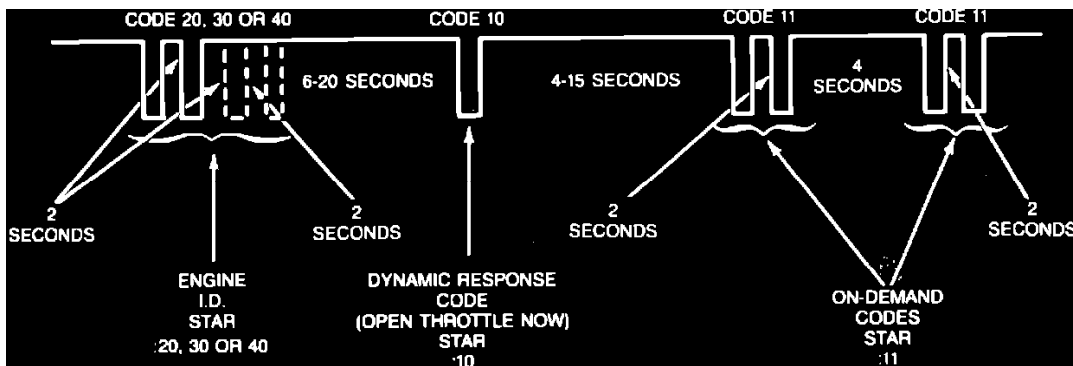 CODE 20, 30 OR 40
CODE 10
CODE 11
CODE 11
6-20 SECONDS
4-15 SECONDS
4
SECONDS
2
SECONDS
2
SECONDS
2
SECONDS
2
SECONDS
ENGINE
I.D.
STAR
:20, 30 OR 40
DYNAMIC RESPONSE
CODE
(OPEN THROTTLE NOW)
STAR
:10
ON-DEMAND
CODES
STAR
:11